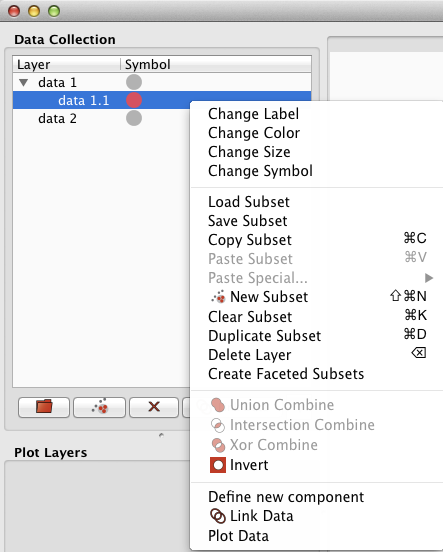 Data Collection
Layer Symbol
data 1
data 1.1
data 2
Change Label
Change Color
Change Size
Change Symbol
Load Subset
Save Subset
Copy Subset ⌘C
Paste Subset ⌘V
Paste Special...
New Subset ⇧⌘N
Clear Subset ⌘K
Duplicate Subset ⌘D
Delete Layer ⌫
Create Faceted Subsets
Union Combine
Intersection Combine
Xor Combine
Invert
Define new component
Link Data
Plot Data
Plot Layers